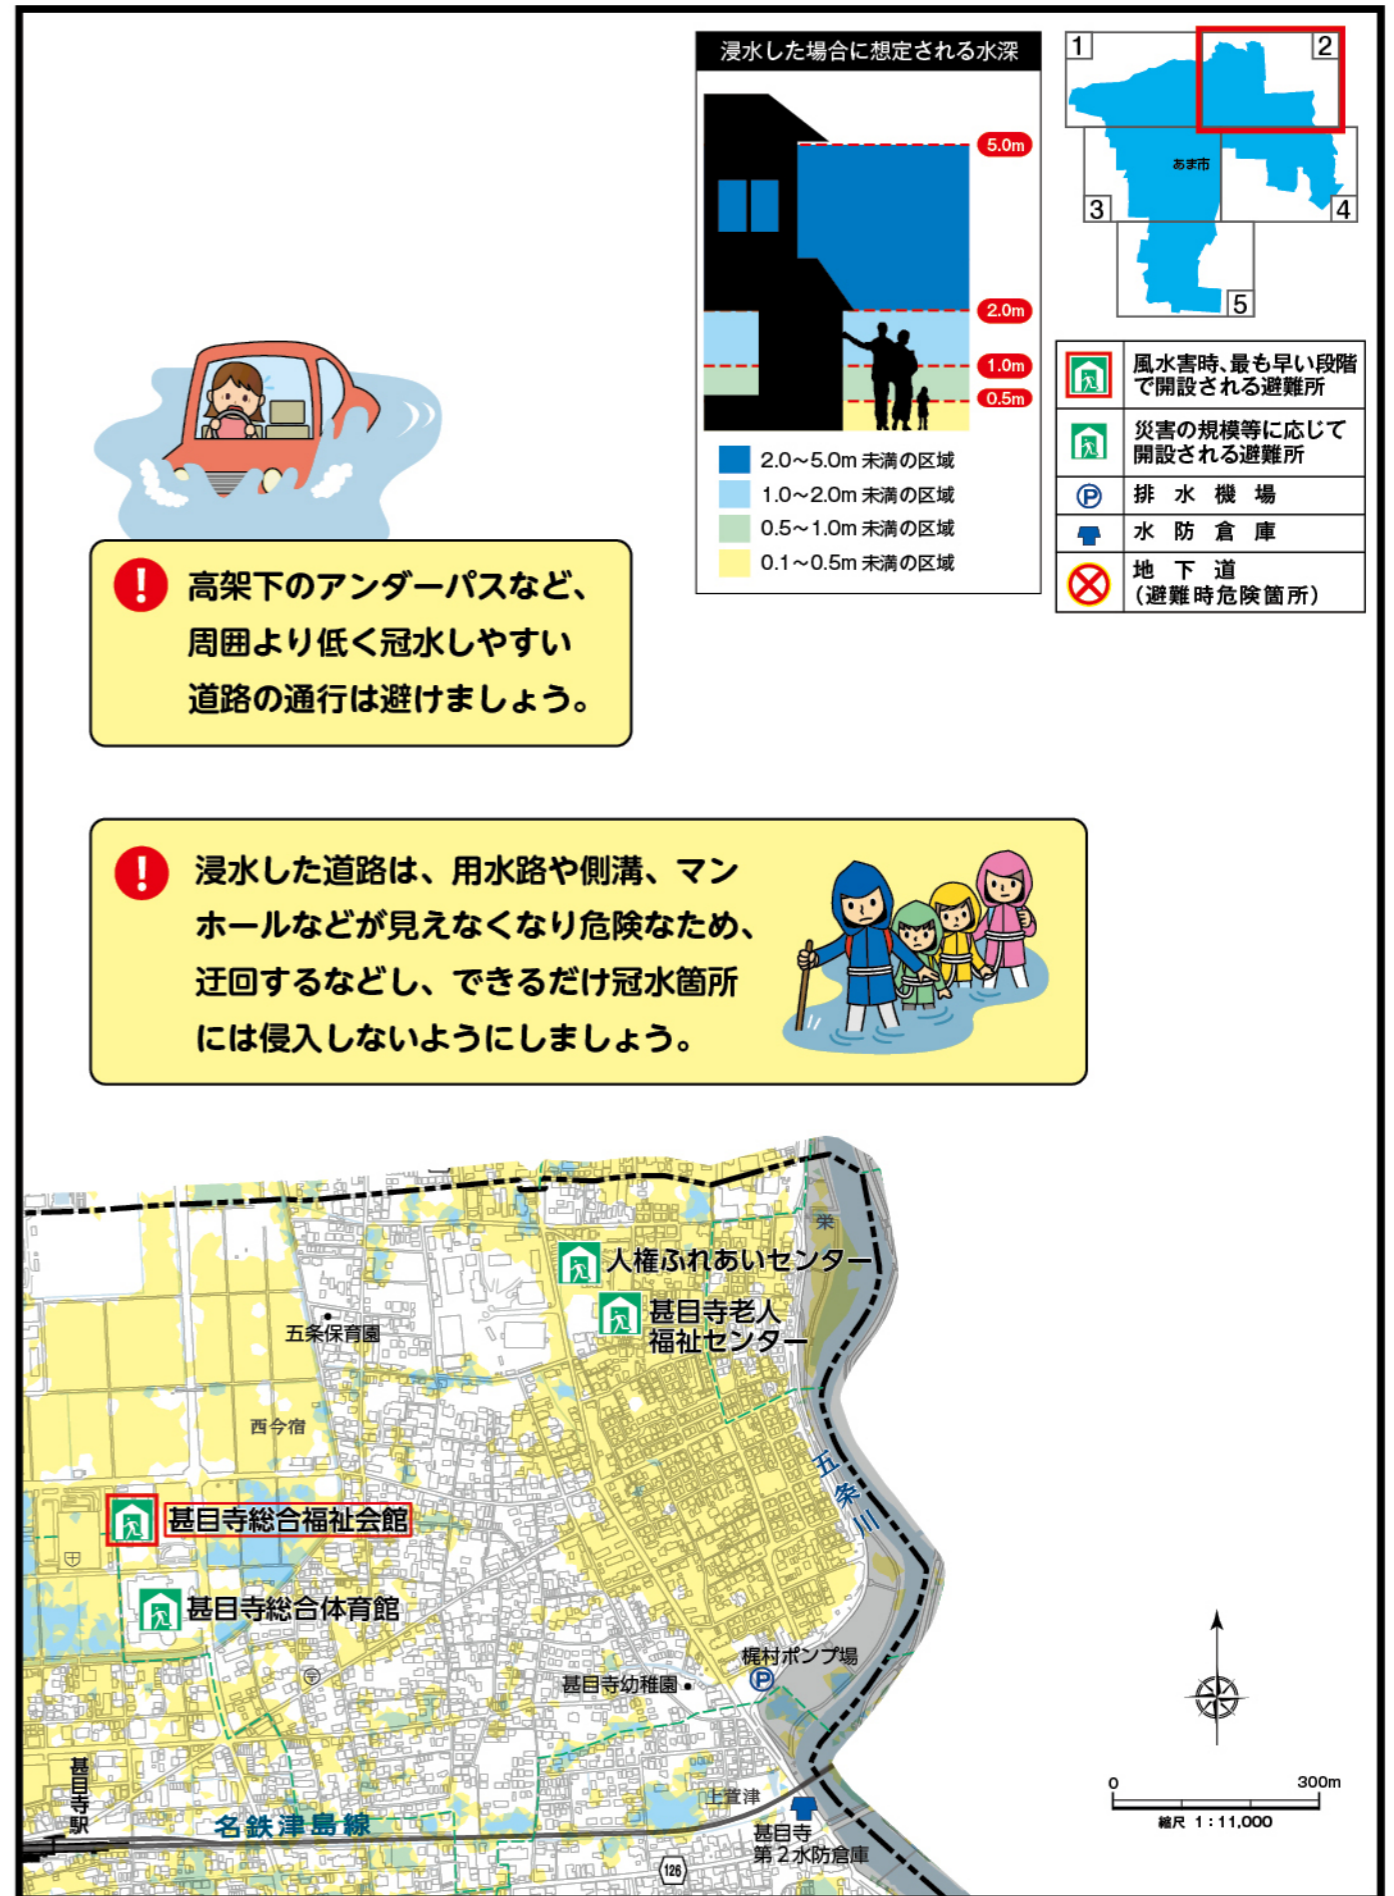 浸水した場合に想定される水深
5.0m
2.0m
1.0m
0.5m
2.0～5.0m 未満の区域
1.0～2.0m 未満の区域
0.5～1.0m 未満の区域
0.1～0.5m 未満の区域
1
2
あま市
3
4
5
風水害時、最も早い段階
で開設される避難所
災害の規模等に応じて
開設される避難所
P
排水機場
水防倉庫
地下道
（避難時危険箇所）
!
高架下のアンダーパスなど、
周囲より低く冠水しやすい
道路の通行は避けましょう。
!
浸水した道路は、用水路や側溝、マン
ホールなどが見えなくなり危険なため、
迂回するなどし、できるだけ冠水箇所
には侵入しないようにしましょう。
栄
人権ふれあいセンター
甚目寺老人
福祉センター
五条保育園
西今宿
五条川
甚目寺総合福祉会館
甚目寺総合体育館
梶村ポンプ場
P
甚目寺幼稚園
甚目寺駅
名鉄津島線
上萱津
甚目寺
第2水防倉庫
126
0
300m
縮尺 1：11,000